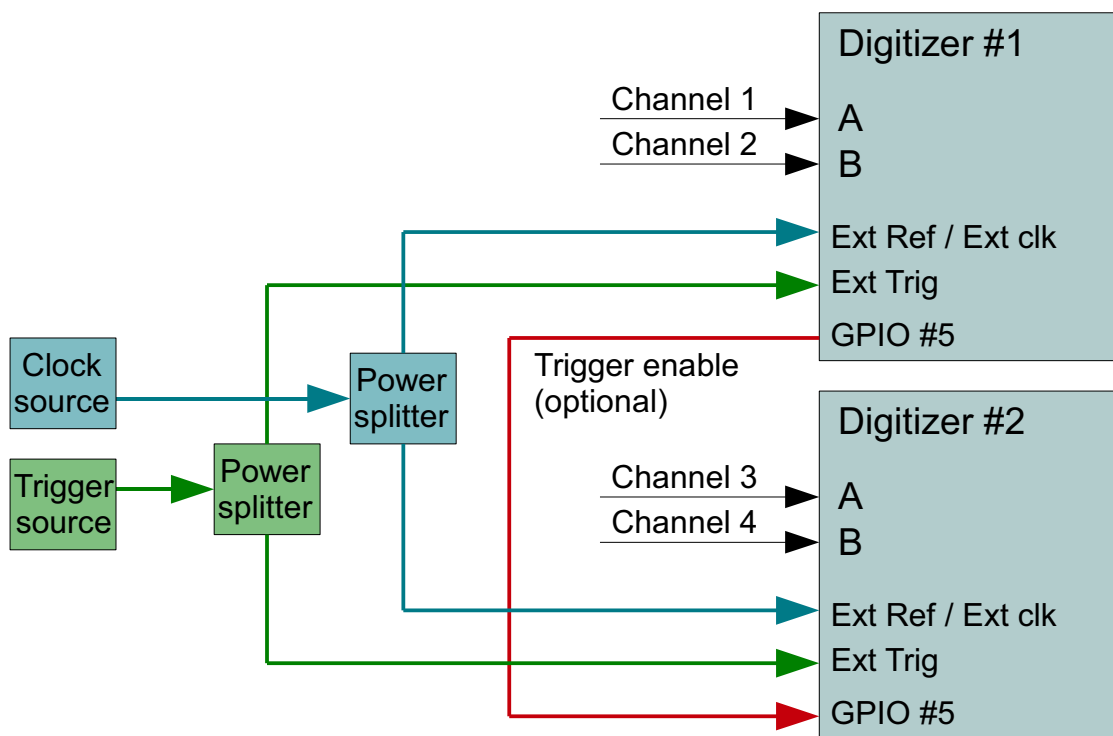 Digitizer #1
Channel 1
A
Channel 2
B
Ext Ref / Ext clk
Ext Trig
GPIO #5
Trigger enable
(optional)
Clock
source
Power
splitter
Trigger
source
Power
splitter
Digitizer #2
Channel 3
A
Channel 4
B
Ext Ref / Ext clk
Ext Trig
GPIO #5